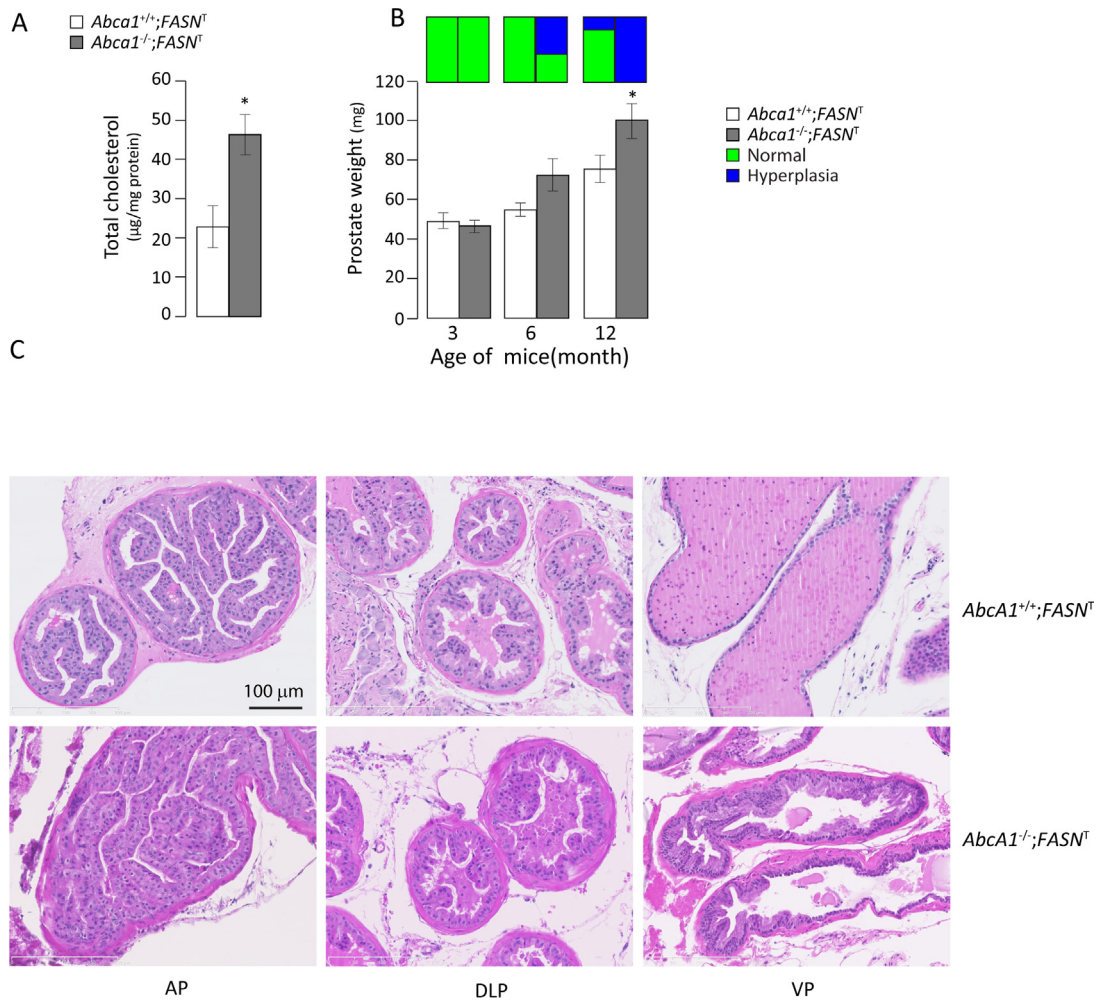 A
Abca1+/+;FASNT
Abca1-/-;FASNT
Total cholesterol
(µg/mg protein)
60
50
40
30
20
10
0
*
B
Prostate weight (mg)
120
100
80
60
40
20
0
*
3 6 12
Age of mice(month)
Abca1+/+;FASNT
Abca1-/-;FASNT
Normal
Hyperplasia
C
100 µm
AbcA1+/+;FASNT
AbcA1-/-;FASNT
AP DLP VP